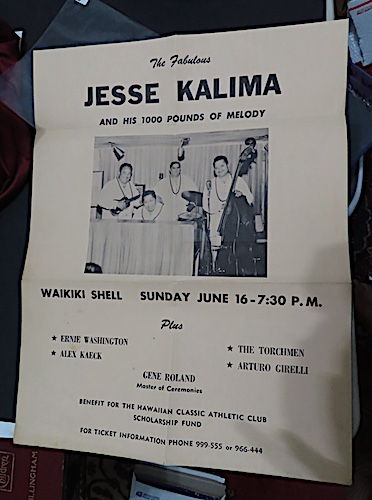 The Fabulous
JESSE KALIMA
AND HIS 1000 POUNDS OF MELODY
WAIKIKI SHELL SUNDAY JUNE 16-7:30 P.M.
Plus
★ ERNIE WASHINGTON
★ ALEX KAECK
★ THE TORCHMEN
★ ARTURO GIRELLI
GENE ROLAND
Master of Ceremonies
BENEFIT FOR THE HAWAIIAN CLASSIC ATHLETIC CLUB
SCHOLARSHIP FUND
FOR TICKET INFORMATION PHONE 999-555 or 966-444
LLINGHAM